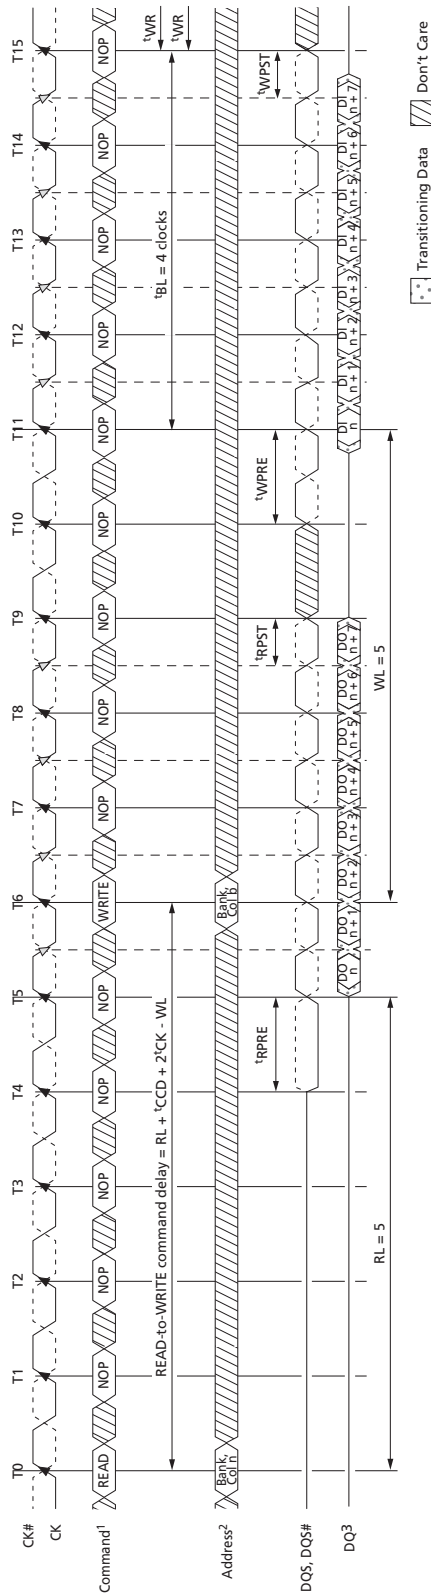 T0 T1 T2 T3 T4 T5 T6 T7 T8 T9 T10 T11 T12 T13 T14 T15
CK#
CK
Command1 READ NOP NOP NOP NOP NOP WRITE NOP NOP NOP NOP NOP NOP NOP NOP NOP
READ-to-WRITE command delay = RL + tCCD + 2tCK - WL
tBL = 4 clocks
tWR
tWR
Address2
Bank,
Col n
Bank,
Col b
tRPRE
tRPST
tWPRE
tWPST
DQS, DQS#
DQ3
DO
n
DO
n + 1
DO
n + 2
DO
n + 3
DO
n + 4
DO
n + 5
DO
n + 6
DO
n + 7
DI
n
DI
n + 1
DI
n + 2
DI
n + 3
DI
n + 4
DI
n + 5
DI
n + 6
DI
n + 7
RL = 5
WL = 5
Transitioning Data
Don't Care